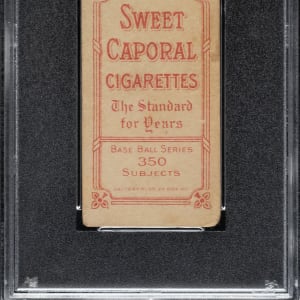 SWEET
CAPORAL
CIGARETTES
The Standard
for Years
BASE BALL SERIES
350
SUBJECTS